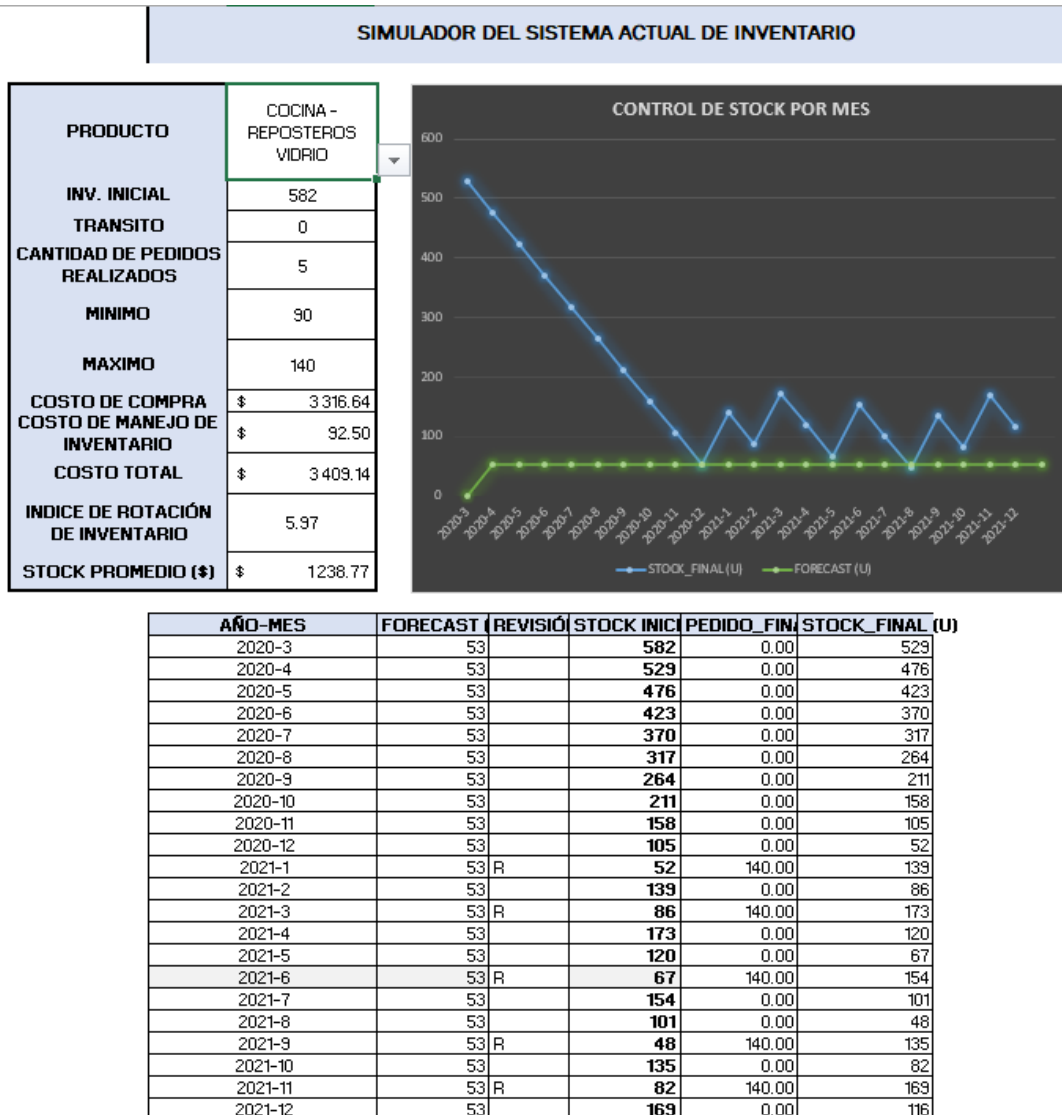 SIMULADOR DEL SISTEMA ACTUAL DE INVENTARIO
PRODUCTO
COCINA -
REPOSTEROS
VIDRIO
INV. INICIAL 582
TRANSITO 0
CANTIDAD DE PEDIDOS
REALIZADOS
5
MINIMO 90
MAXIMO 140
COSTO DE COMPRA $ 3 316.64
COSTO DE MANEJO DE
INVENTARIO
$ 92.50
COSTO TOTAL $ 3 409.14
INDICE DE ROTACIÓN
DE INVENTARIO
5.97
STOCK PROMEDIO ($) $ 1 238.77
CONTROL DE STOCK POR MES
600
500
400
300
200
100
0
2020-3 2020-4 2020-5 2020-6 2020-7 2020-8 2020-9 2020-10 2020-11 2020-12 2021-1 2021-2 2021-3 2021-4 2021-5 2021-6 2021-7 2021-8 2021-9 2021-10 2021-11 2021-12
STOCK_FINAL (U) FORECAST (U)
AÑO-MES FORECAST ( REVISIÓ STOCK INICI PEDIDO_FIN STOCK_FINAL (U)
2020-3 53 582 0.00 529
2020-4 53 529 0.00 476
2020-5 53 476 0.00 423
2020-6 53 423 0.00 370
2020-7 53 370 0.00 317
2020-8 53 317 0.00 264
2020-9 53 264 0.00 211
2020-10 53 211 0.00 158
2020-11 53 158 0.00 105
2020-12 53 105 0.00 52
2021-1 53 R 52 140.00 139
2021-2 53 139 0.00 86
2021-3 53 R 86 140.00 173
2021-4 53 173 0.00 120
2021-5 53 120 0.00 67
2021-6 53 R 67 140.00 154
2021-7 53 154 0.00 101
2021-8 53 101 0.00 48
2021-9 53 R 48 140.00 135
2021-10 53 135 0.00 82
2021-11 53 R 82 140.00 169
2021-12 53 169 0.00 116